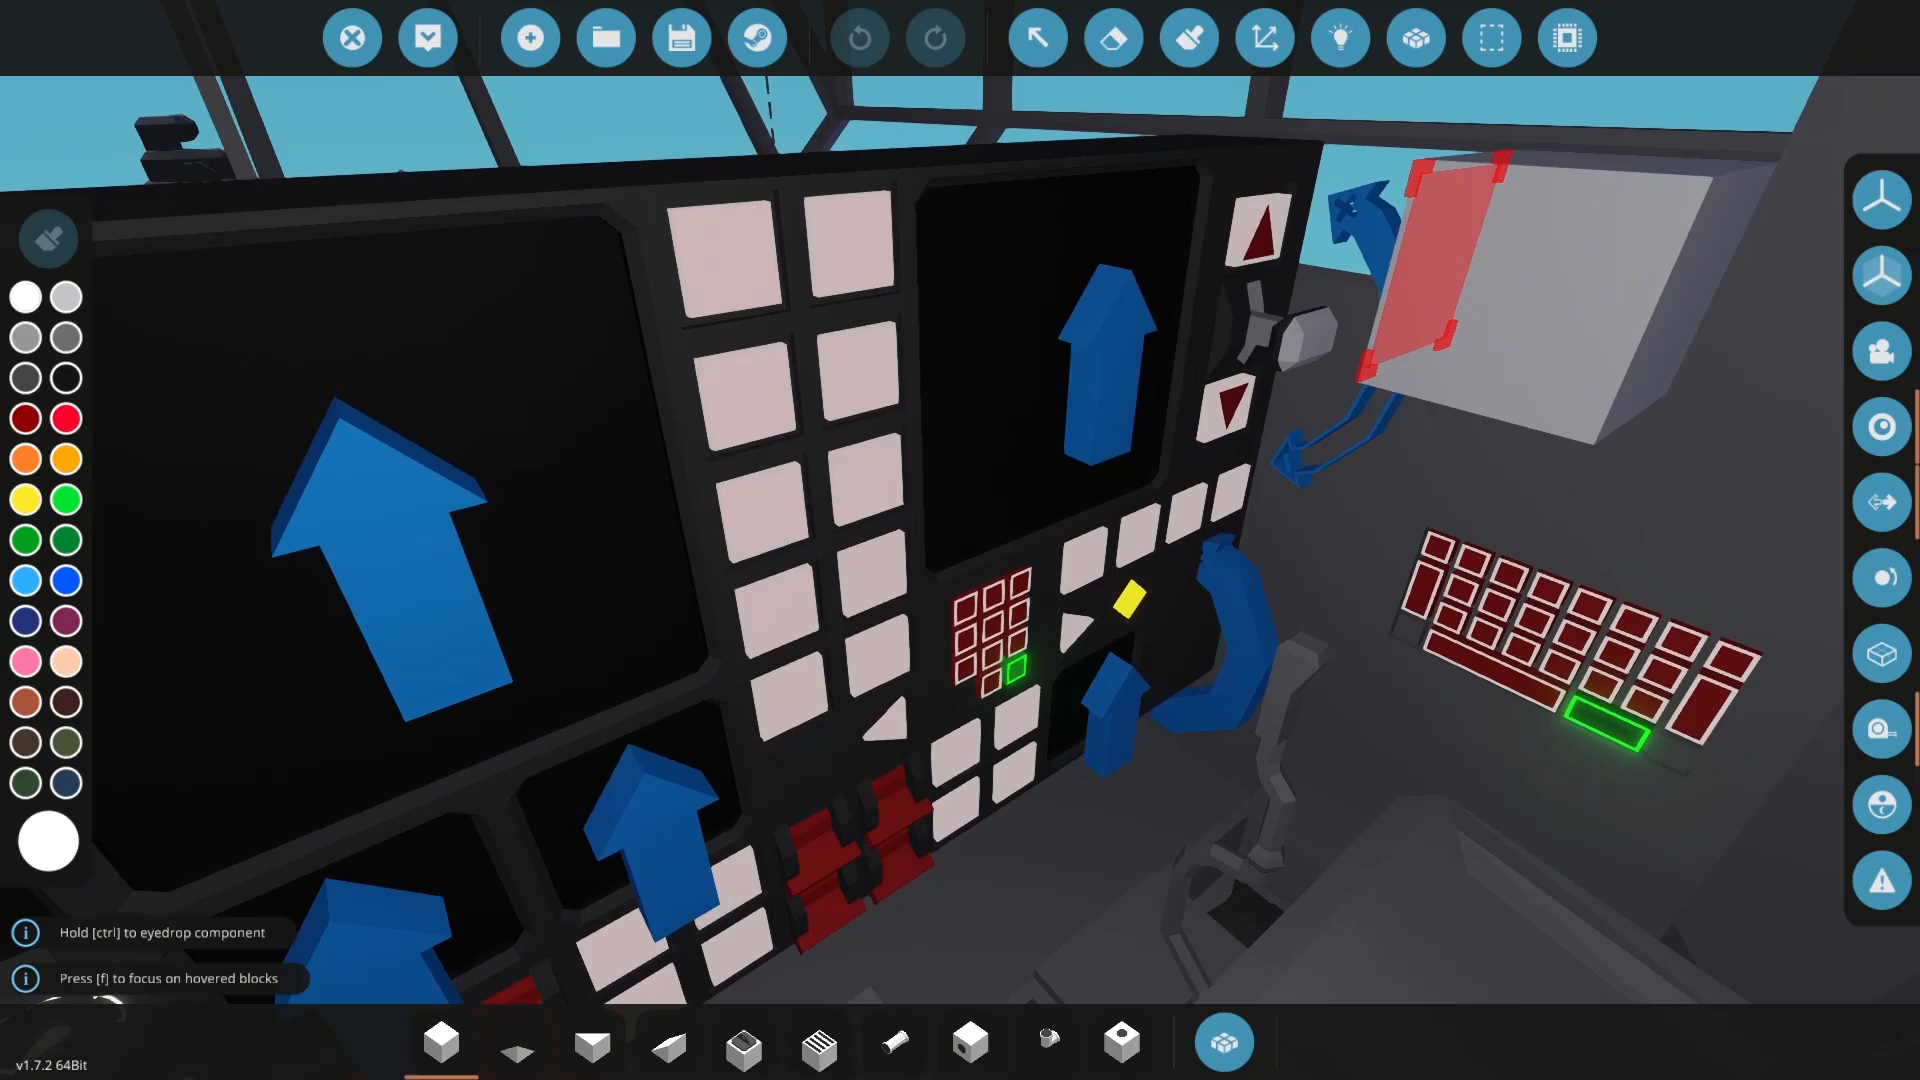 Hold [ctrl] to eyedrop component
Press [f] to focus on hovered blocks
v1.7.2 64Bit